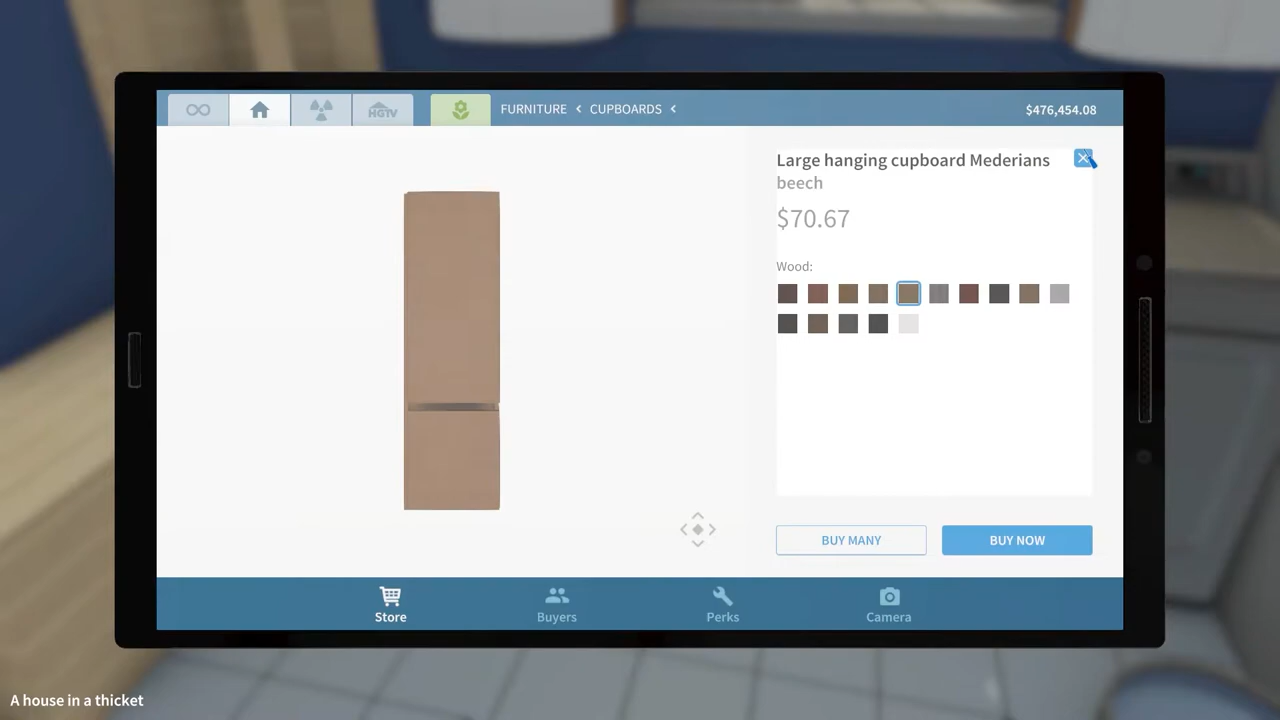 HGTV
FURNITURE < CUPBOARDS <
$476,454.08
Large hanging cupboard Mederians
beech
$70.67
Wood:
BUY MANY
BUY NOW
Store
Buyers
Perks
Camera
A house in a thicket